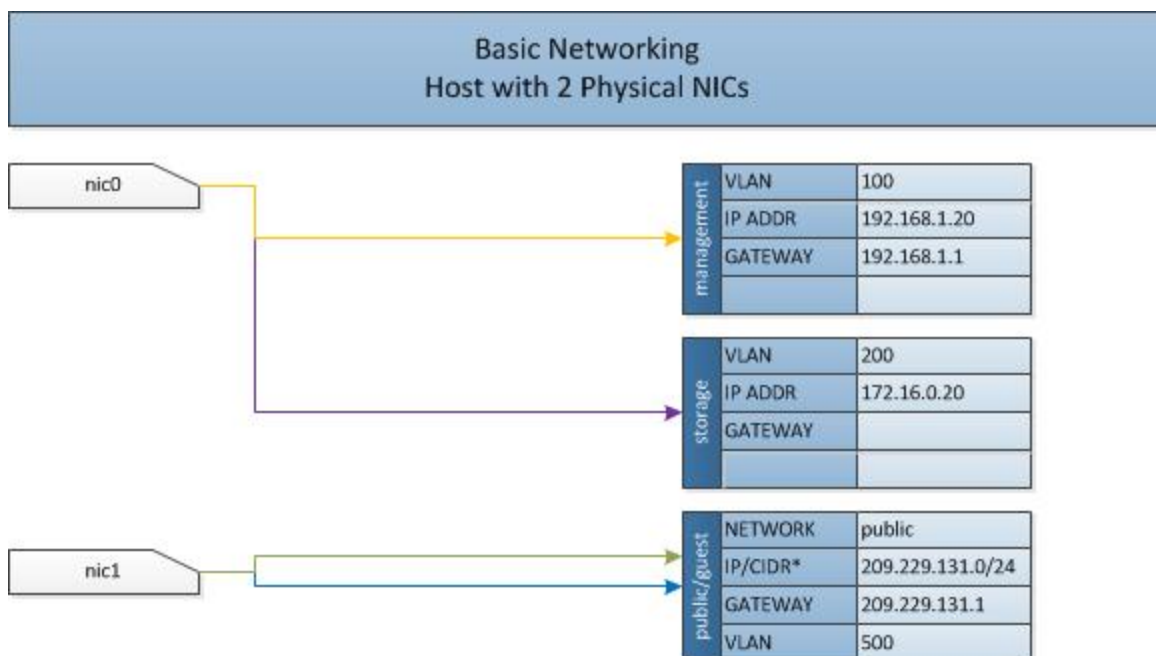 Basic Networking
Host with 2 Physical NICs
nic0
management
VLAN 100
IP ADDR 192.168.1.20
GATEWAY 192.168.1.1
storage
VLAN 200
IP ADDR 172.16.0.20
GATEWAY
nic1
public/guest
NETWORK public
IP/CIDR* 209.229.131.0/24
GATEWAY 209.229.131.1
VLAN 500